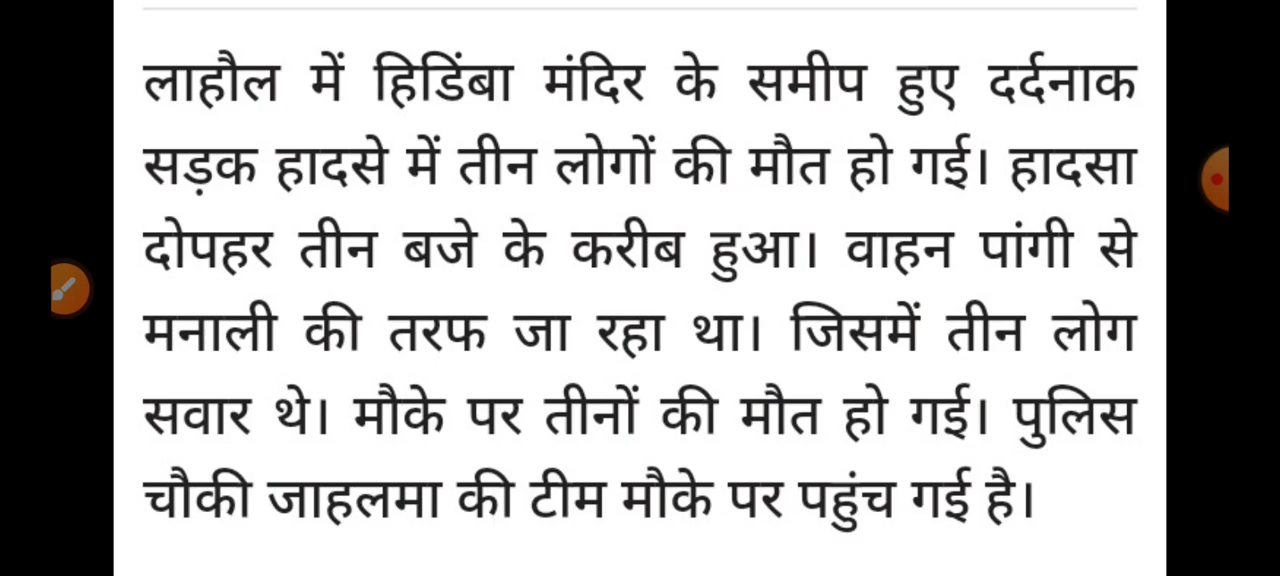 लाहौल में हिडिंबा मंदिर के समीप हुए दर्दनाक
सड़क हादसे में तीन लोगों की मौत हो गई। हादसा
दोपहर तीन बजे के करीब हुआ। वाहन पांगी से
मनाली की तरफ जा रहा था। जिसमें तीन लोग
सवार थे। मौके पर तीनों की मौत हो गई। पुलिस
चौकी जाहलमा की टीम मौके पर पहुंच गई है।